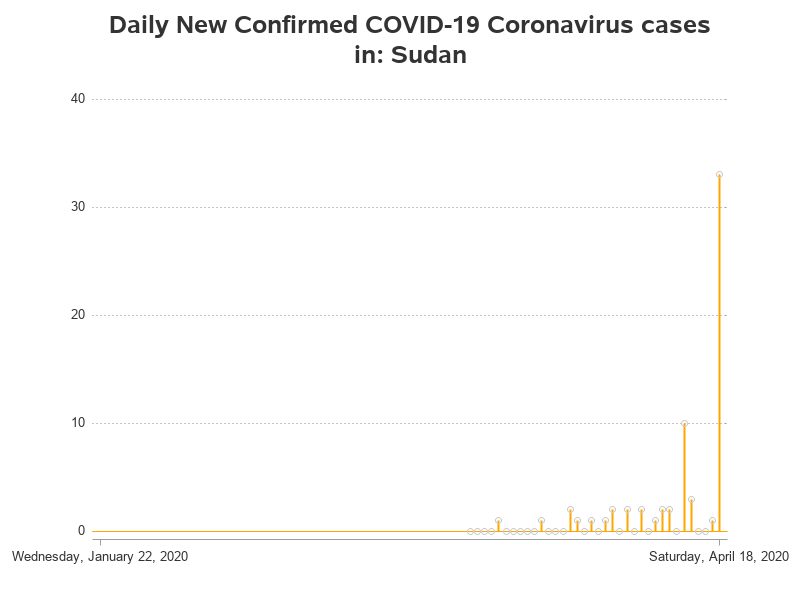 Daily New Confirmed COVID-19 Coronavirus cases
in: Sudan
40
30
20
10
0
Wednesday, January 22, 2020
Saturday, April 18, 2020